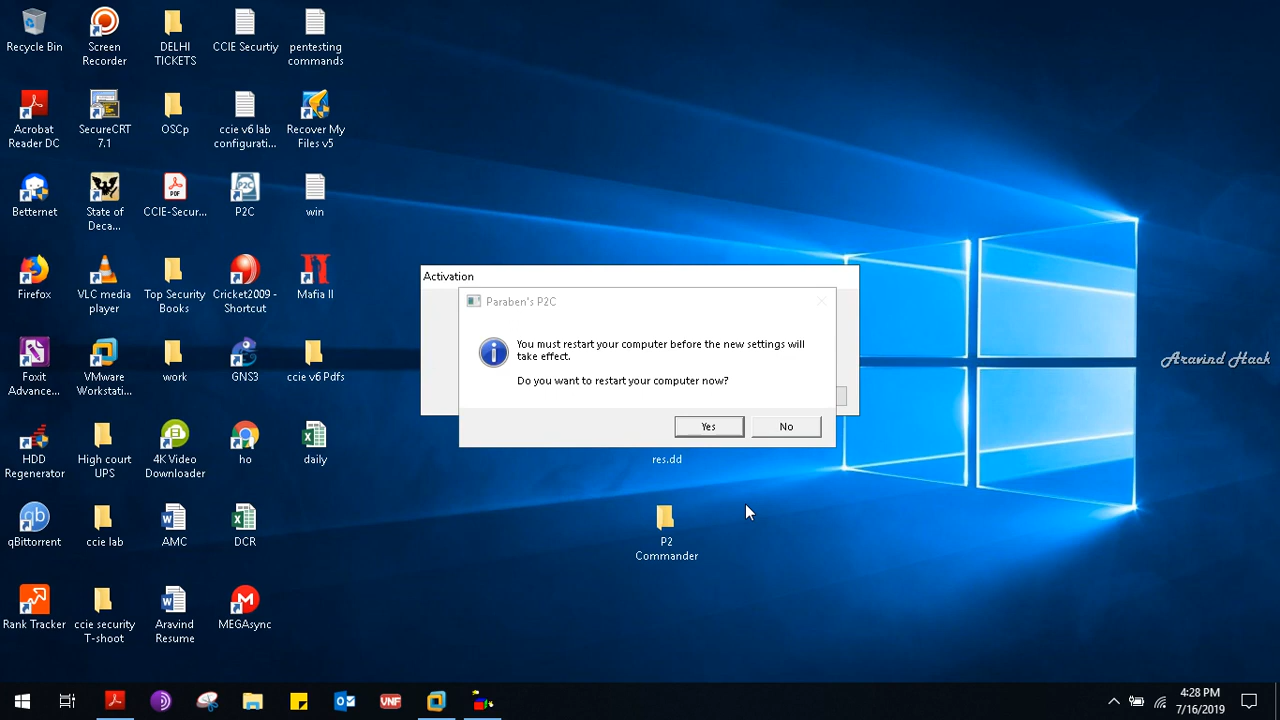 Recycle Bin
Screen
Recorder
DELHI
TICKETS
CCIE Securtiy
pentesting
commands
Acrobat
Reader DC
SecureCRT
7.1
OSCp
ccie v6 lab
configurati...
Recover My
Files v5
Betternet
State of
Deca...
CCIE-Secur...
P2C
win
Firefox
VLC media
player
Top Security
Books
Cricket2009 -
Shortcut
Mafia II
Foxit
Advance...
VMware
Workstati...
work
GNS3
ccie v6 Pdfs
HDD
Regenerator
High court
UPS
4K Video
Downloader
ho
daily
qBittorrent
ccie lab
AMC
DCR
Rank Tracker
ccie security
T-shoot
Aravind
Resume
MEGAsync
Activation
Paraben's P2C
You must restart your computer before the new settings will
take effect.
Do you want to restart your computer now?
Yes
No
res.dd
P2
Commander
Aravind Hack
UNF
4:28 PM
7/16/2019